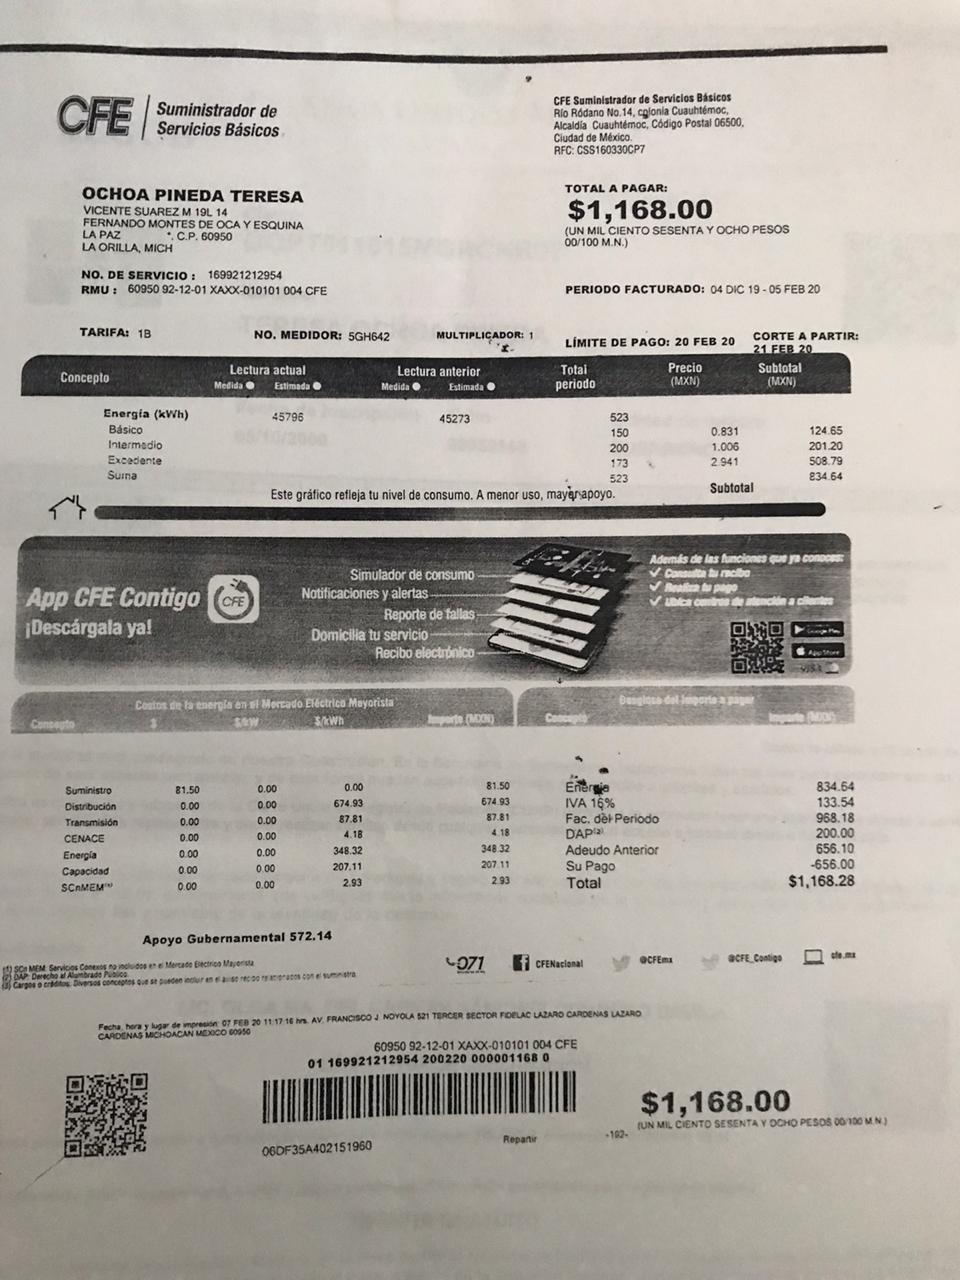 CFE Suministrador de
Servicios Básicos
CFE Suministrador de Servicios Básicos
Río Ródano No.14, colonia Cuauhtémoc,
Alcaldía Cuauhtémoc, Código Postal 06500,
Ciudad de México.
RFC: CSS160330CP7
OCHOA PINEDA TERESA
VICENTE SUAREZ M 19L 14
FERNANDO MONTES DE OCA Y ESQUINA
LA PAZ *. C.P. 60950
LA ORILLA, MICH
TOTAL A PAGAR:
$1,168.00
(UN MIL CIENTO SESENTA Y OCHO PESOS
00/100 M.N.)
NO. DE SERVICIO : 169921212954
RMU : 60950 92-12-01 XAXX-010101 004 CFE
PERIODO FACTURADO: 04 DIC 19 - 05 FEB 20
TARIFA: 1B NO. MEDIDOR: 5GH642 MULTIPLICADOR: 1
LÍMITE DE PAGO: 20 FEB 20 CORTE A PARTIR:
21 FEB 20
Concepto Lectura actual Lectura anterior Total periodo Precio (MXN) Subtotal (MXN)
Medida Estimada Medida Estimada
Energía (kWh) 45796 45273 523
Básico 150 0.831 124.65
Intermedio 200 1.006 201.20
Excedente 173 2.941 508.79
Suma 523 834.64
Este gráfico refleja tu nivel de consumo. A menor uso, mayor apoyo. Subtotal
App CFE Contigo
¡Descárgala ya!
CFE
Simulador de consumo
Notificaciones y alertas
Reporte de fallas
Domicilia tu servicio
Recibo electrónico
Además de las funciones que ya conoces:
Consulta tu recibo
Realiza tu pago
Ubica centros de atención a clientes
Google Play
App Store
Costos de la energía en el Mercado Eléctrico Mayorista
Concepto $ $/kW $/kWh Importe (MXN)
Desglose del importe a pagar
Concepto Importe (MXN)
Suministro 81.50 0.00 0.00 81.50
Distribución 0.00 0.00 674.93 674.93
Transmisión 0.00 0.00 87.81 87.81
CENACE 0.00 0.00 4.18 4.18
Energía 0.00 0.00 348.32 348.32
Capacidad 0.00 0.00 207.11 207.11
SCnMEM(1) 0.00 0.00 2.93 2.93
Energía 834.64
IVA 16% 133.54
Fac. del Periodo 968.18
DAP(2) 200.00
Adeudo Anterior 656.10
Su Pago -656.00
Total $1,168.28
Apoyo Gubernamental 572.14
(1) SCn MEM: Servicios Conexos no incluidos en el Mercado Eléctrico Mayorista
(2) DAP: Derecho al Alumbrado Público.
(3) Cargos o créditos: Diversos conceptos que se pueden incluir en el aviso recibo relacionados con el suministro.
071 CFENacional @CFEmx @CFE_Contigo cfe.mx
Fecha, hora y lugar de impresión: 07 FEB 20 11:17:16 hrs. AV. FRANCISCO J. NOYOLA 521 TERCER SECTOR FIDELAC LAZARO CARDENAS LAZARO
CARDENAS MICHOACAN MEXICO 60950
60950 92-12-01 XAXX-010101 004 CFE
01 169921212954 200220 000001168 0
06DF35A402151960
Repartir
-192-
$1,168.00
(UN MIL CIENTO SESENTA Y OCHO PESOS 00/100 M.N.)